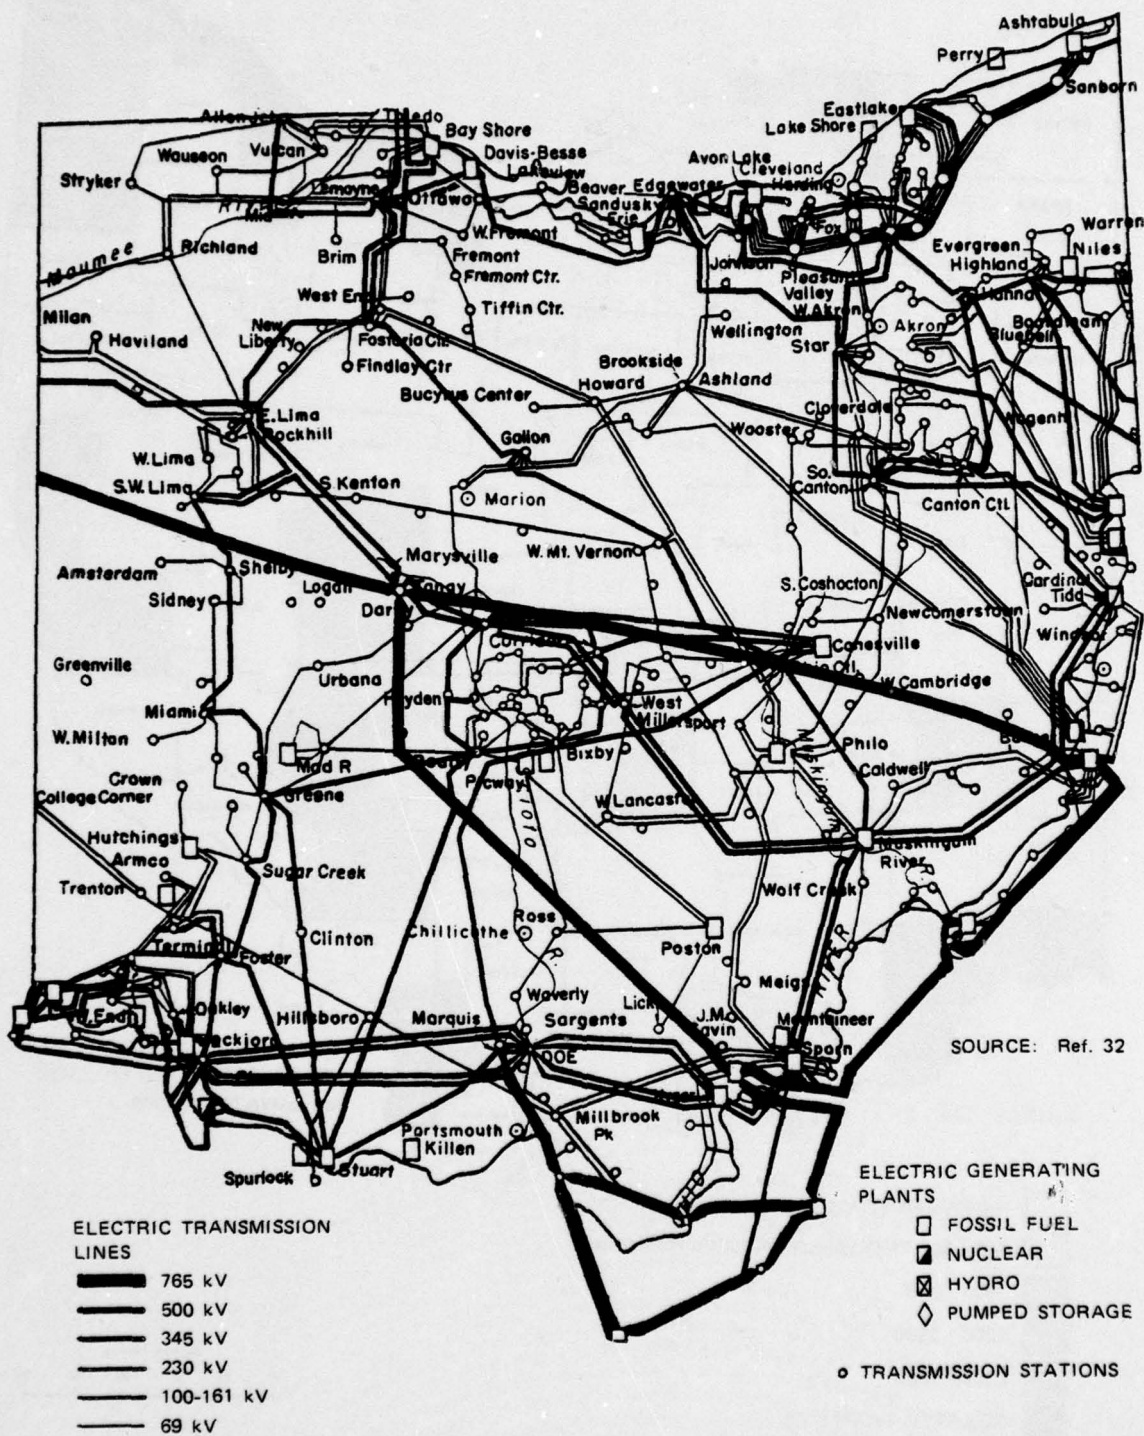 Ashtabula
Perry
Sanborn
Eastlake
Lake Shore
Toledo
Bay Shore
Vulcan
Wauseon
Davis-Besse
Lakeview
Avon Lake
Cleveland
Harding
Stryker
Lemoyne
Ottawa
Beaver
Edgewater
Sandusky
Erie
Fox
Warren
W. Fremont
Evergreen
Niles
Richland
Brim
Fremont
Highland
Maumee
Fremont Ctr.
Johnson
Pleasant
Valley
Hanna
West End
W. Akron
Milan
Tiffin Ctr.
Akron
New
Liberty
Wellington
Star
Haviland
Fostoria Ctl.
Findlay Ctr
Brookside
Bucyrus Center
Howard
Ashland
Cloverdale
E. Lima
Rockhill
Wooster
Galion
W. Lima
S.W. Lima
S. Kenton
Marion
So.
Canton
Canton Ctl.
Marysville
W. Mt. Vernon
Amsterdam
Shelby
Logan
S. Coshocton
Cardinal
Tidd
Sidney
Darby
Newcomerstown
Windsor
Greenville
Urbana
Hayden
Conesville
W. Cambridge
Miami
West
Millersport
W. Milton
Mad R
Beatty
Bixby
Philo
Crown
Picway
Caldwell
College Corner
Greene
W. Lancaster
Muskingum
Hutchings
Armco
Sugar Creek
Muskingum
River
Trenton
Wolf Creek
Ross
Clinton
Chillicothe
Poston
Terminal
Foster
Meigs
Waverly
Lick
Oakley
Hillsboro
Marquis
Sargents
J.M.
Gavin
Mountaineer
Beckjord
DOE
Sporn
SOURCE: Ref. 32
Millbrook
Pk
Portsmouth
Killen
Spurlock
Stuart
ELECTRIC TRANSMISSION
LINES
765 kV
500 kV
345 kV
230 kV
100-161 kV
69 kV
ELECTRIC GENERATING
PLANTS
FOSSIL FUEL
NUCLEAR
HYDRO
PUMPED STORAGE
TRANSMISSION STATIONS